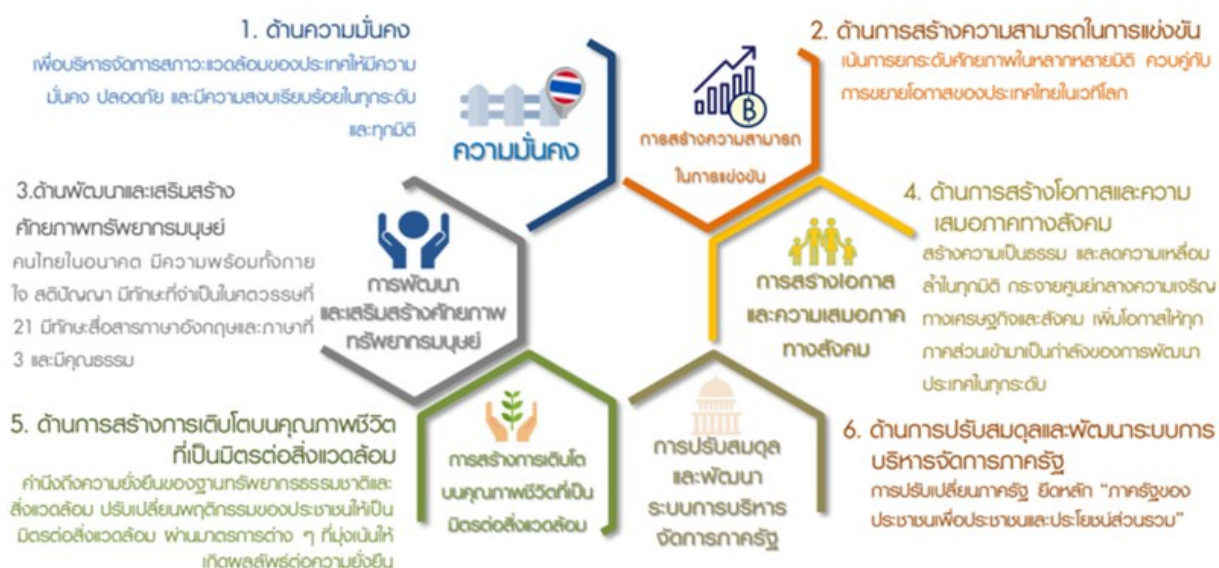 1. ด้านความมั่นคง
เพื่อบริหารจัดการสภาวะแวดล้อมของประเทศให้มีความ
มั่นคง ปลอดภัย และมีความสงบเรียบร้อยในทุกระดับ
และทุกมิติ
ความมั่นคง
2. ด้านการสร้างความสามารถในการแข่งขัน
เน้นการยกระดับศักยภาพในหลากหลายมิติ ควบคู่กับ
การขยายโอกาสของประเทศไทยในเวทีโลก
การสร้างความสามารถ
ในการแข่งขัน
3.ด้านพัฒนาและเสริมสร้าง
ศักยภาพทรัพยากรมนุษย์
คนไทยในอนาคต มีความพร้อมทั้งกาย
ใจ สติปัญญา มีทักษะที่จำเป็นในศตวรรษที่
21 มีทักษะสื่อสารภาษาอังกฤษและภาษาที่
3 และมีคุณธรรม
การพัฒนา
และเสริมสร้างศักยภาพ
ทรัพยากรมนุษย์
4. ด้านการสร้างโอกาสและความ
เสมอภาคทางสังคม
สร้างความเป็นธรรม และลดความเหลื่อม
ล้ำในทุกมิติ กระจายศูนย์กลางความเจริญ
ทางเศรษฐกิจและสังคม เพิ่มโอกาสให้ทุก
ภาคส่วนเข้ามาเป็นกำลังของการพัฒนา
ประเทศในทุกระดับ
การสร้างโอกาส
และความเสมอภาค
ทางสังคม
5. ด้านการสร้างการเติบโตบนคุณภาพชีวิต
ที่เป็นมิตรต่อสิ่งแวดล้อม
คำนึงถึงความยั่งยืนของฐานทรัพยากรธรรมชาติและ
สิ่งแวดล้อม ปรับเปลี่ยนพฤติกรรมของประชาชนให้เป็น
มิตรต่อสิ่งแวดล้อม ผ่านมาตรการต่าง ๆ ที่มุ่งเน้นให้
เกิดผลลัพธ์ต่อความยั่งยืน
การสร้างการเติบโต
บนคุณภาพชีวิตที่เป็น
มิตรต่อสิ่งแวดล้อม
การปรับสมดุล
และพัฒนา
ระบบการบริหาร
จัดการภาครัฐ
6. ด้านการปรับสมดุลและพัฒนาระบบการ
บริหารจัดการภาครัฐ
การปรับเปลี่ยนภาครัฐ ยึดหลัก "ภาครัฐของ
ประชาชนเพื่อประชาชนและประโยชน์ส่วนรวม"